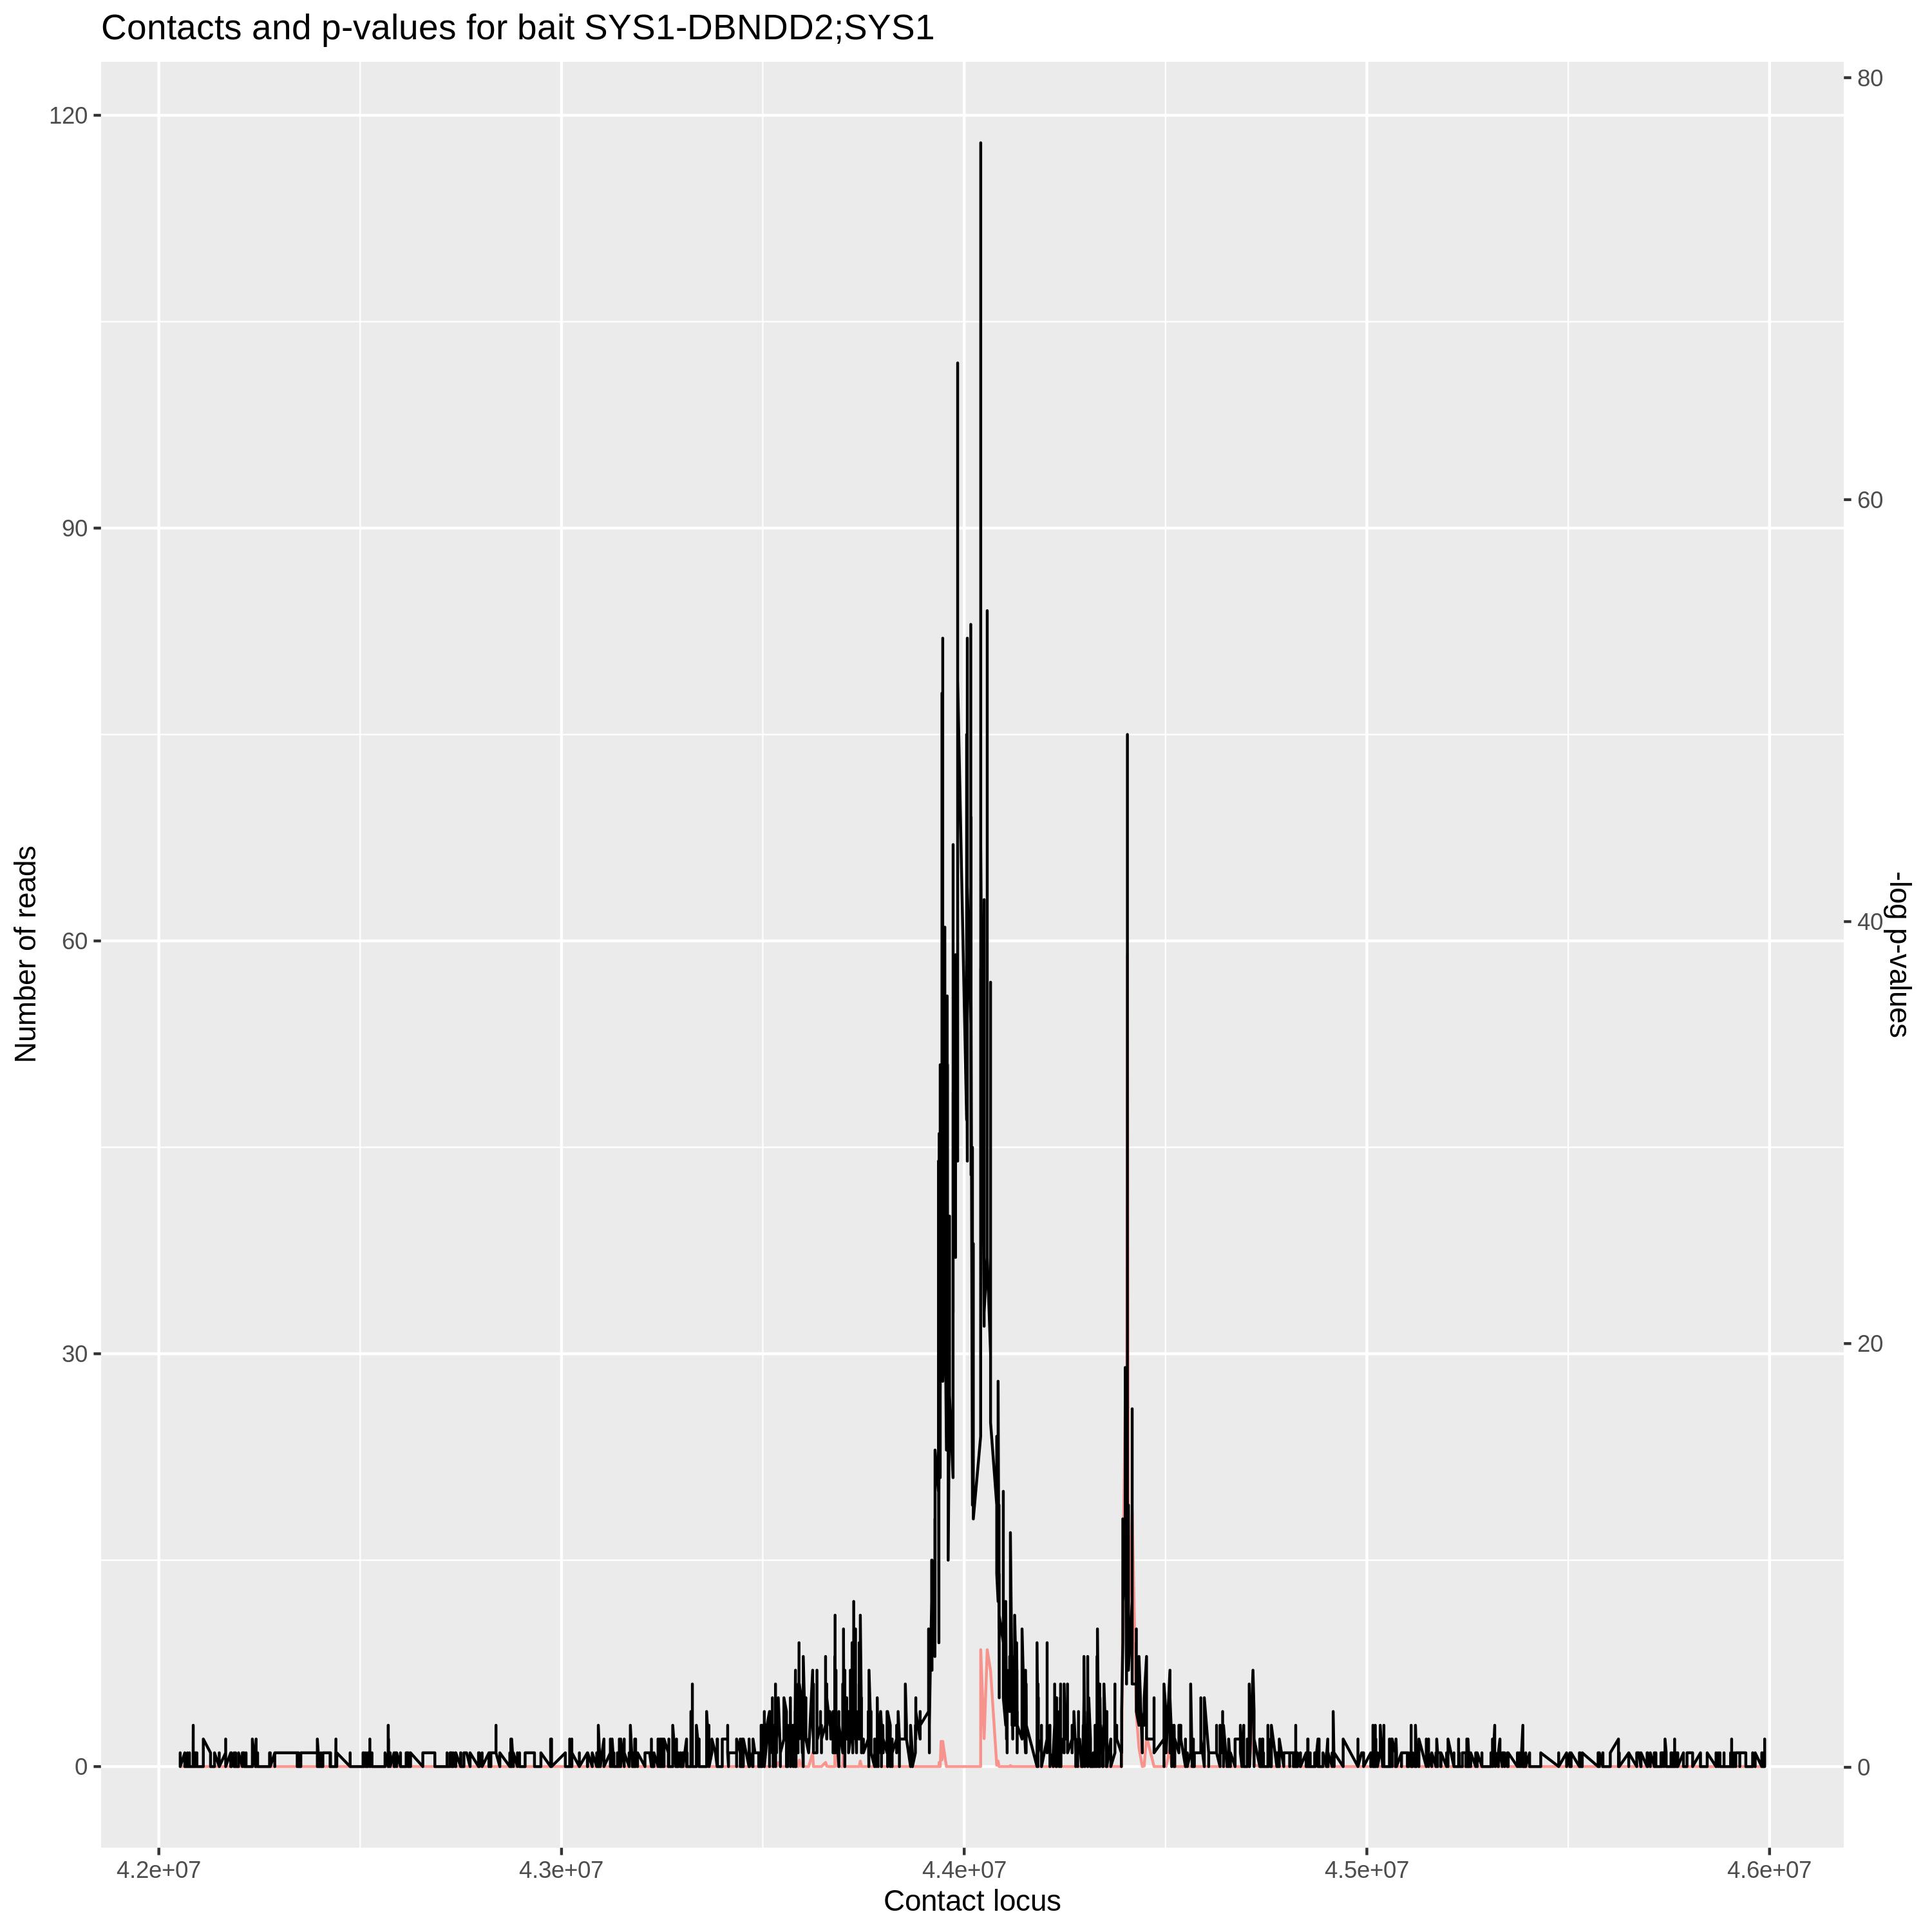 Contacts and p-values for bait SYS1-DBNDD2;SYS1
120
90
60
30
0
Number of reads
80
60
40
20
0
-log p-values
4.2e+07
4.3e+07
4.4e+07
4.5e+07
4.6e+07
Contact locus